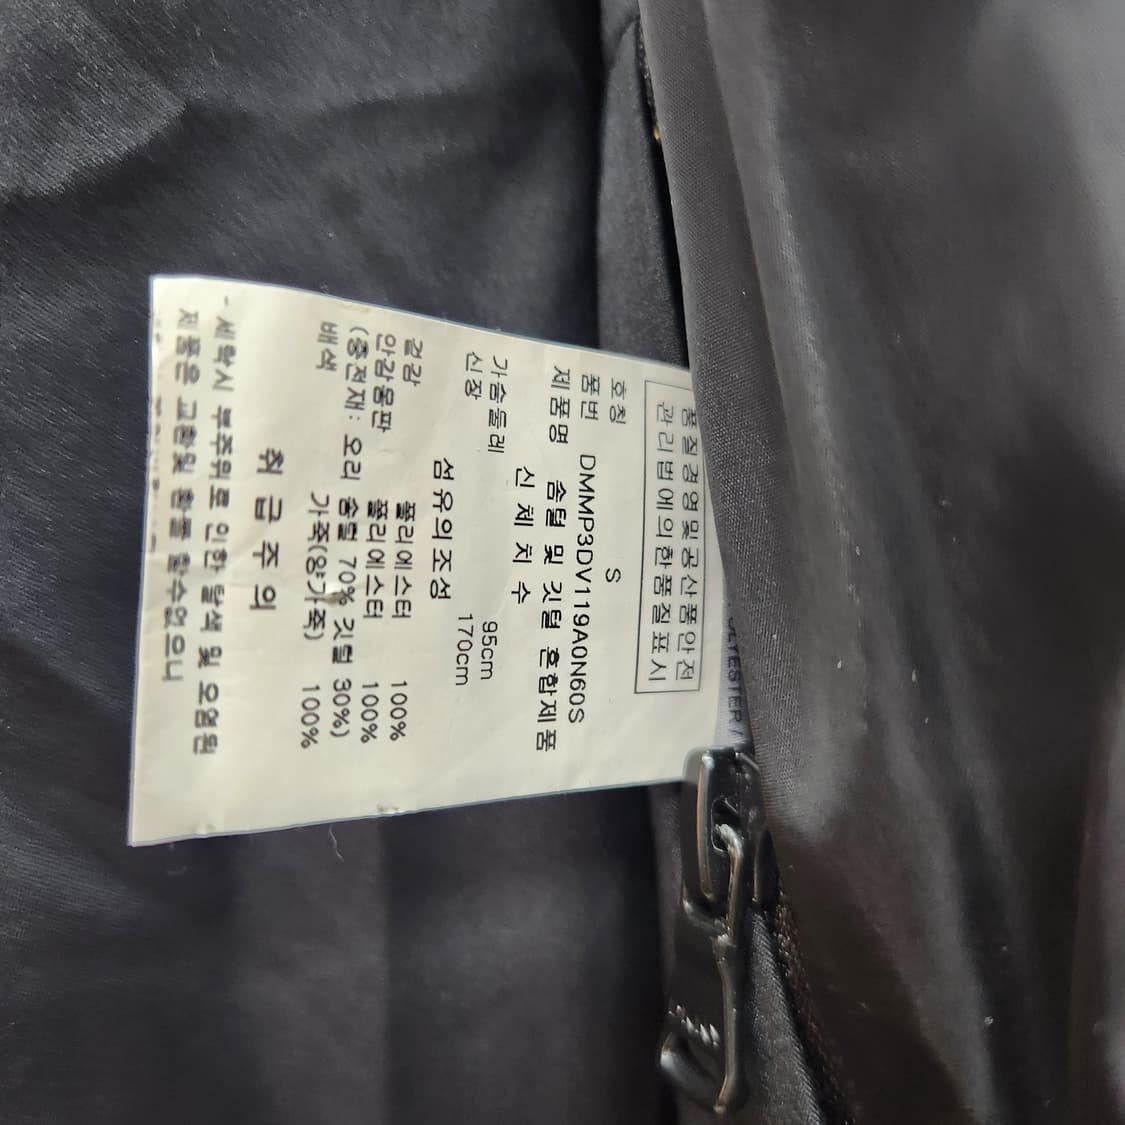 품질경영및공산품안전
관리법에의한품질표시
호칭 S
품번 DMMP3DV119A0N60S
제품명 솜털 및 깃털 혼합제품
신 체 치 수
가슴둘레 95cm
신장 170cm
섬유의조성
겉감 폴리에스터 100%
안감몸판 폴리에스터 100%
(충전재: 오리 솜털 70% 깃털 30%)
배색 가죽(양가죽) 100%
취 급 주 의
- 세탁시 부주위로 인한 탈색 및 오염된
제품은 교환및 환불 할수없으니